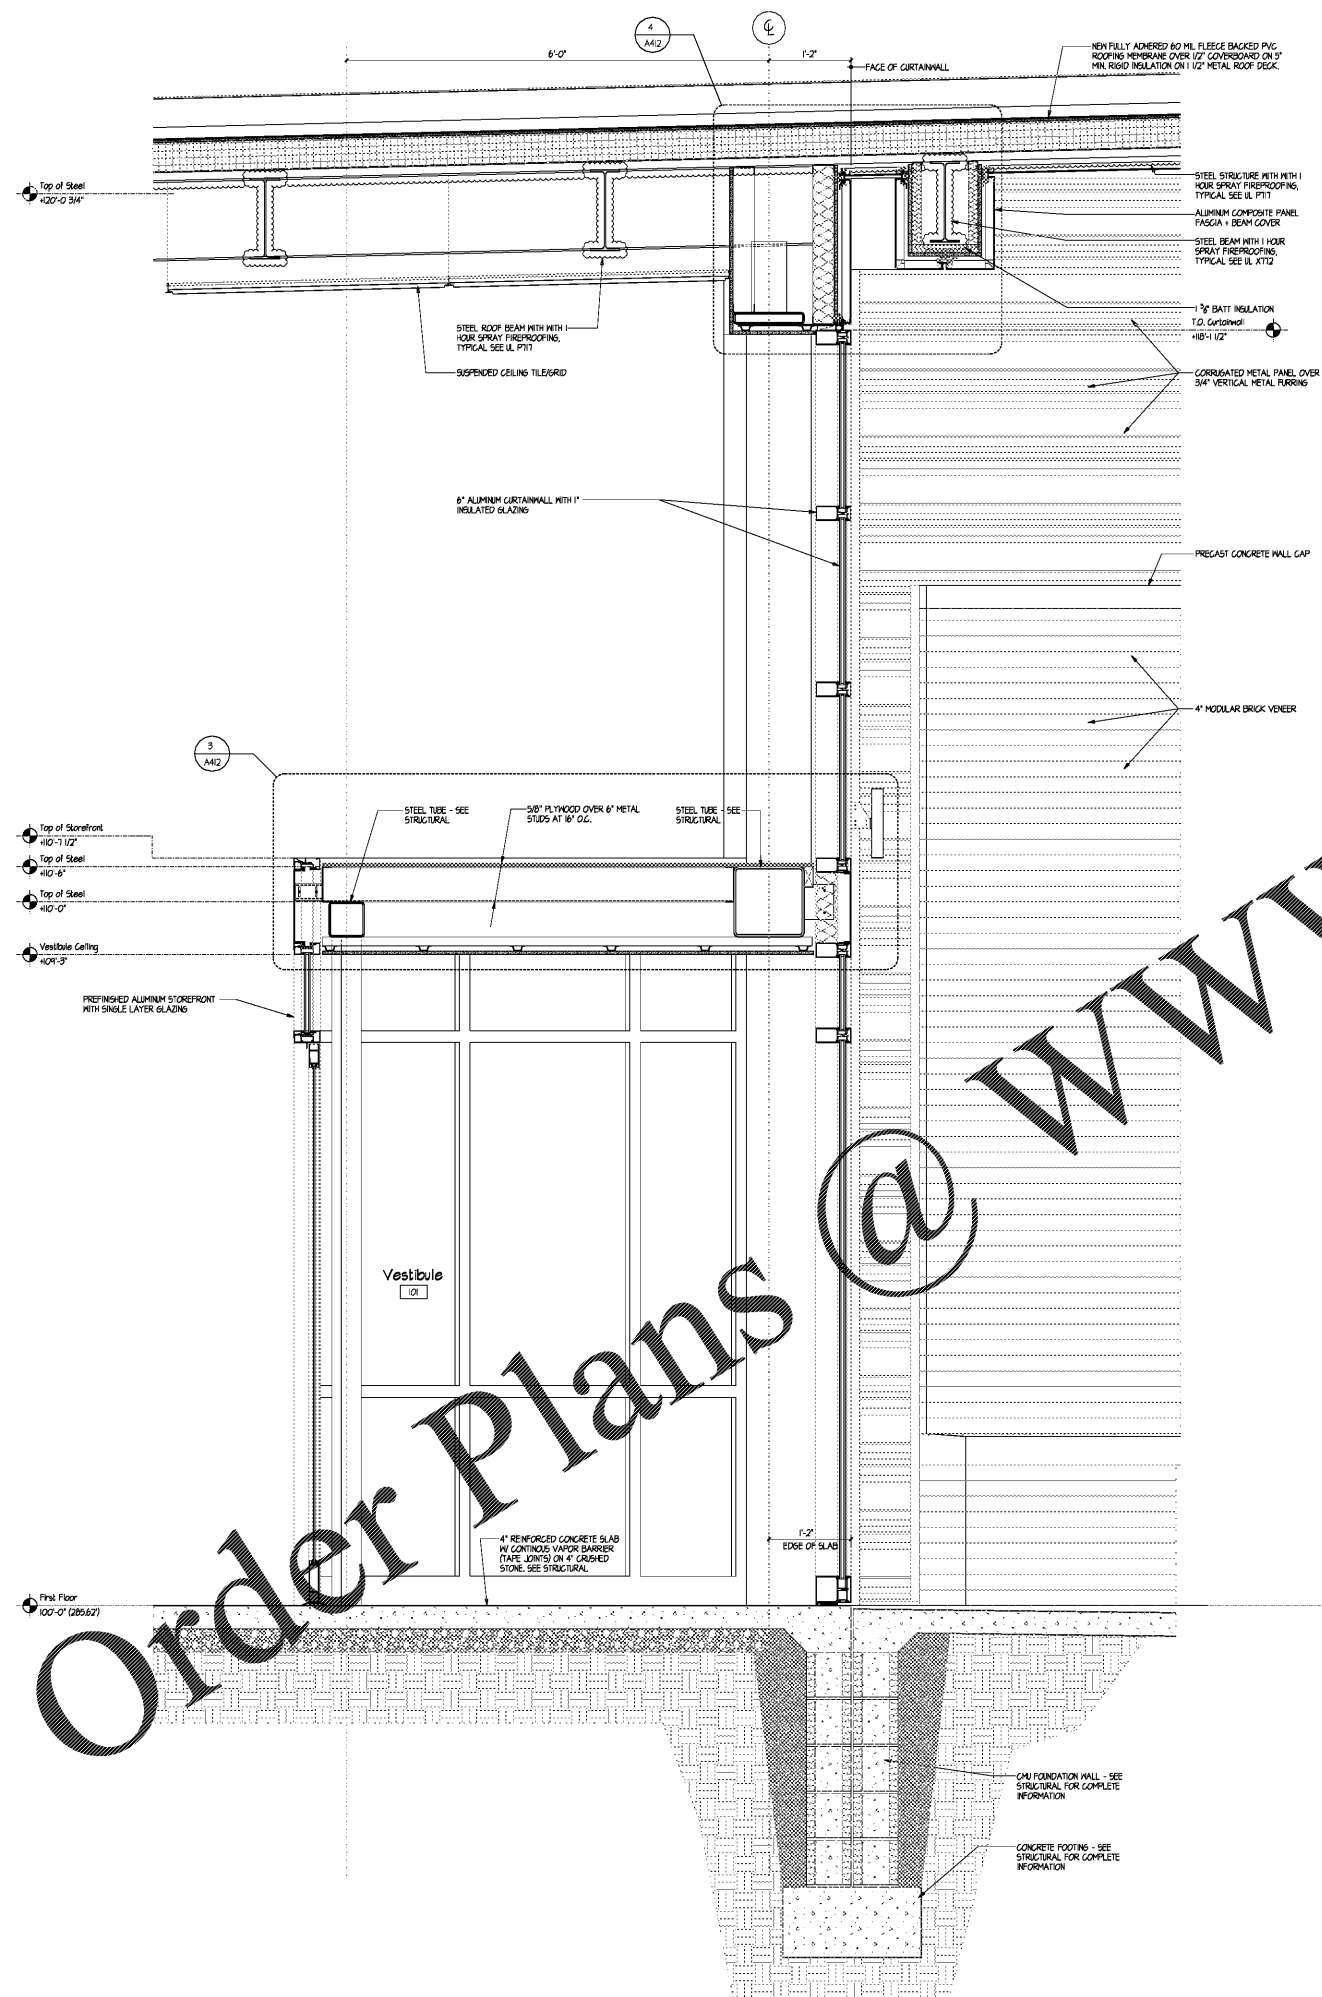 4
A412
℄
6'-0"
1'-2"
FACE OF CURTAINWALL
NEW FULLY ADHERED 60 MIL FLEECE BACKED PVC
ROOFING MEMBRANE OVER 1/2" COVERBOARD ON 5"
MIN. RIGID INSULATION ON 1 1/2" METAL ROOF DECK.
Top of Steel
+120'-0 3/4"
STEEL STRUCTURE WITH WITH 1
HOUR SPRAY FIREPROOFING,
TYPICAL SEE UL P717
ALUMINUM COMPOSITE PANEL
FASCIA + BEAM COVER
STEEL BEAM WITH 1 HOUR
SPRAY FIREPROOFING,
TYPICAL SEE UL X772
1 5/8" BATT INSULATION
T.O. Curtainwall
+118'-1 1/2"
STEEL ROOF BEAM WITH WITH 1
HOUR SPRAY FIREPROOFING,
TYPICAL SEE UL P717
SUSPENDED CEILING TILE/GRID
CORRUGATED METAL PANEL OVER
3/4" VERTICAL METAL FURRING
6" ALUMINUM CURTAINWALL WITH 1"
INSULATED GLAZING
PRECAST CONCRETE WALL CAP
4" MODULAR BRICK VENEER
3
A412
STEEL TUBE - SEE
STRUCTURAL
5/8" PLYWOOD OVER 6" METAL
STUDS AT 16" O.C.
STEEL TUBE - SEE
STRUCTURAL
Top of Storefront
+110'-7 1/2"
Top of Steel
+110'-6"
Top of Steel
+110'-0"
Vestibule Ceiling
+109'-3"
PREFINISHED ALUMINUM STOREFRONT
WITH SINGLE LAYER GLAZING
Vestibule
101
Order Plans @ www
4" REINFORCED CONCRETE SLAB
W/ CONTINOUS VAPOR BARRIER
(TAPE JOINTS) ON 4" CRUSHED
STONE. SEE STRUCTURAL
1'-2"
EDGE OF SLAB
First Floor
100'-0" (285.62')
CMU FOUNDATION WALL - SEE
STRUCTURAL FOR COMPLETE
INFORMATION
CONCRETE FOOTING - SEE
STRUCTURAL FOR COMPLETE
INFORMATION